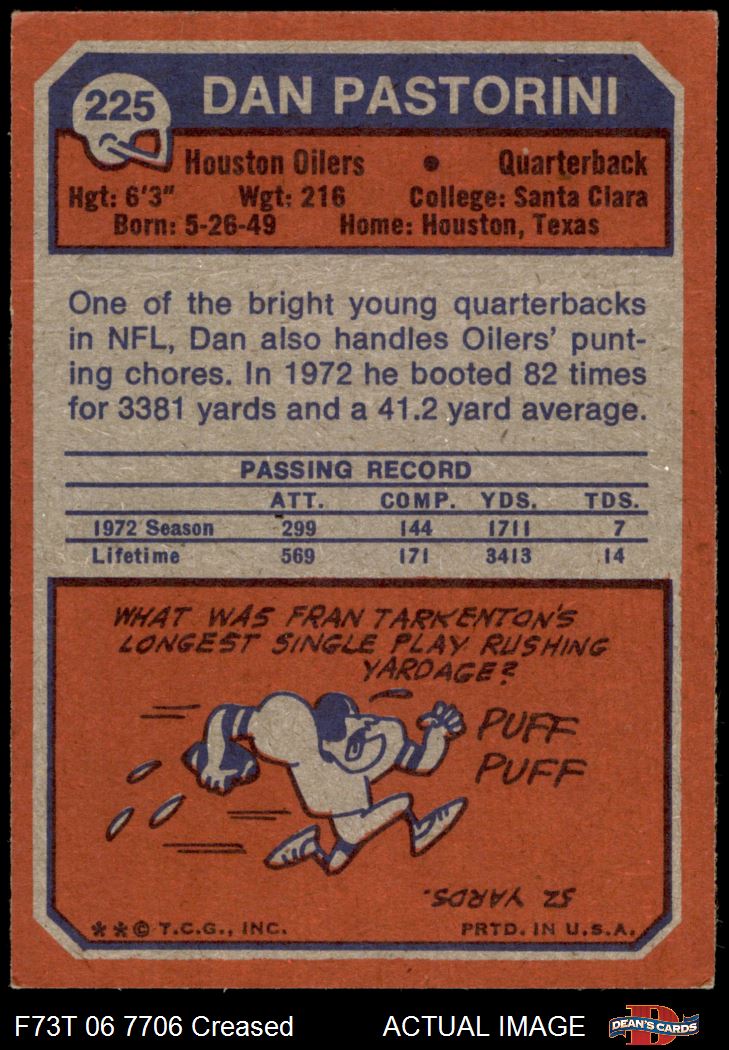 225
DAN PASTORINI
Houston Oilers • Quarterback
Hgt: 6'3" Wgt: 216 College: Santa Clara
Born: 5-26-49 Home: Houston, Texas
One of the bright young quarterbacks
in NFL, Dan also handles Oilers' punt-
ing chores. In 1972 he booted 82 times
for 3381 yards and a 41.2 yard average.
PASSING RECORD
ATT. COMP. YDS. TDS.
1972 Season 299 144 1711 7
Lifetime 569 171 3413 14
WHAT WAS FRAN TARKENTON'S
LONGEST SINGLE PLAY RUSHING
YARDAGE?
PUFF
PUFF
52 YARDS.
**© T.C.G., INC. PRTD. IN U.S.A.
F73T 06 7706 Creased ACTUAL IMAGE
DEAN'S CARDS